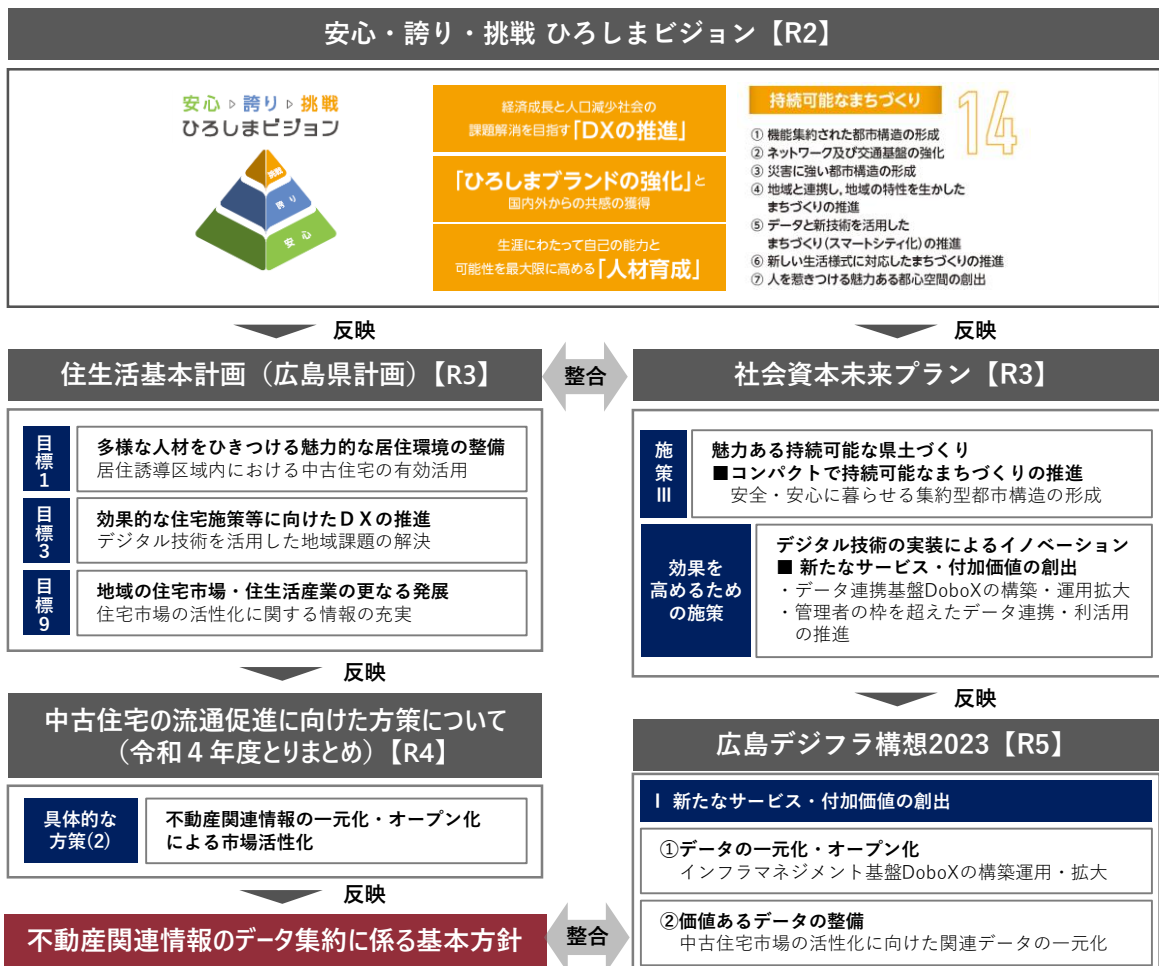 安心・誇り・挑戦 ひろしまビジョン【R2】
安心▷誇り▷挑戦
ひろしまビジョン
挑戦
誇り
安心
経済成長と人口減少社会の
課題解消を目指す「DXの推進」
「ひろしまブランドの強化」と
国内外からの共感の獲得
生涯にわたって自己の能力と
可能性を最大限に高める「人材育成」
持続可能なまちづくり
14
① 機能集約された都市構造の形成
② ネットワーク及び交通基盤の強化
③ 災害に強い都市構造の形成
④ 地域と連携し,地域の特性を生かした
まちづくりの推進
⑤ データと新技術を活用した
まちづくり(スマートシティ化)の推進
⑥ 新しい生活様式に対応したまちづくりの推進
⑦ 人を惹きつける魅力ある都心空間の創出
反映
反映
住生活基本計画（広島県計画）【R3】
整合
社会資本未来プラン【R3】
目標1
多様な人材をひきつける魅力的な居住環境の整備
居住誘導区域内における中古住宅の有効活用
目標3
効果的な住宅施策等に向けたＤＸの推進
デジタル技術を活用した地域課題の解決
目標9
地域の住宅市場・住生活産業の更なる発展
住宅市場の活性化に関する情報の充実
施策Ⅲ
魅力ある持続可能な県土づくり
■コンパクトで持続可能なまちづくりの推進
安全・安心に暮らせる集約型都市構造の形成
効果を
高めるため
の施策
デジタル技術の実装によるイノベーション
■ 新たなサービス・付加価値の創出
・データ連携基盤DoboXの構築・運用拡大
・管理者の枠を超えたデータ連携・利活用
の推進
反映
反映
中古住宅の流通促進に向けた方策について
（令和４年度とりまとめ）【R4】
広島デジフラ構想2023【R5】
具体的な
方策(2)
不動産関連情報の一元化・オープン化
による市場活性化
Ⅰ 新たなサービス・付加価値の創出
①データの一元化・オープン化
インフラマネジメント基盤DoboXの構築運用・拡大
②価値あるデータの整備
中古住宅市場の活性化に向けた関連データの一元化
反映
不動産関連情報のデータ集約に係る基本方針
整合